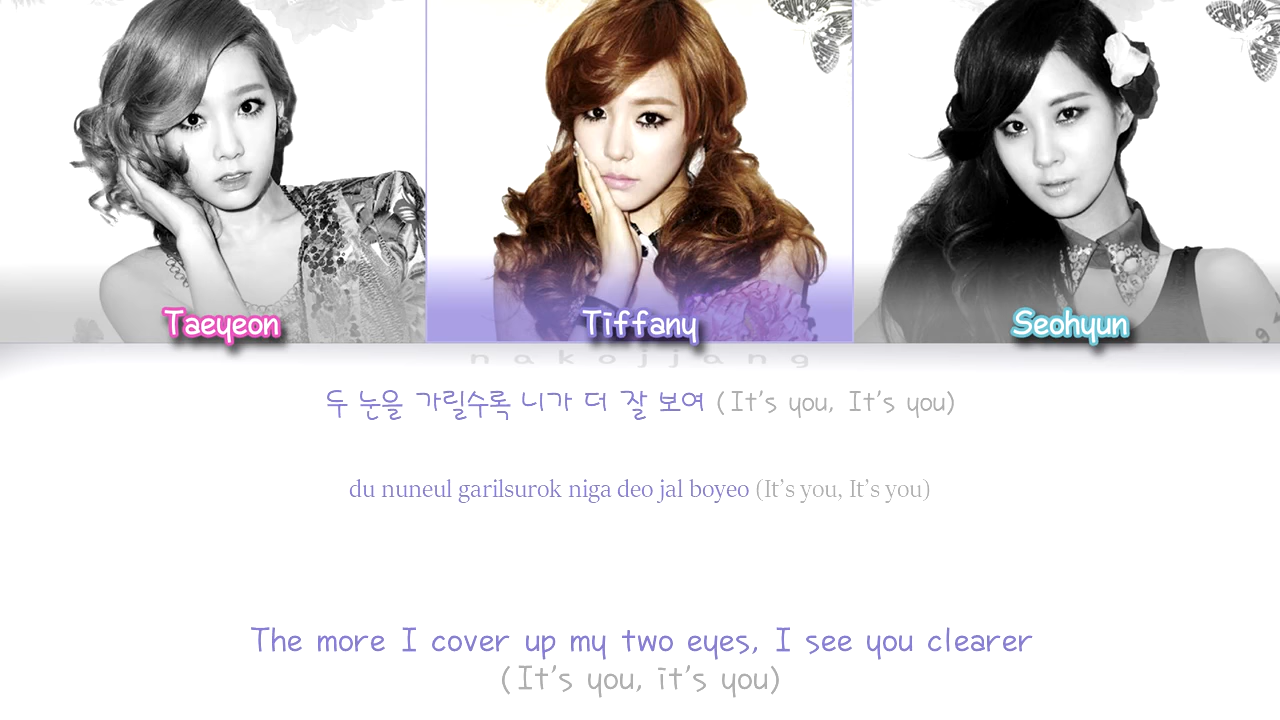 Taeyeon
Tiffany
Seohyun
nakojjang
두 눈을 가릴수록 니가 더 잘 보여 (It's you, It's you)
du nuneul garilsurok niga deo jal boyeo (It's you, It's you)
The more I cover up my two eyes, I see you clearer
(It's you, it's you)